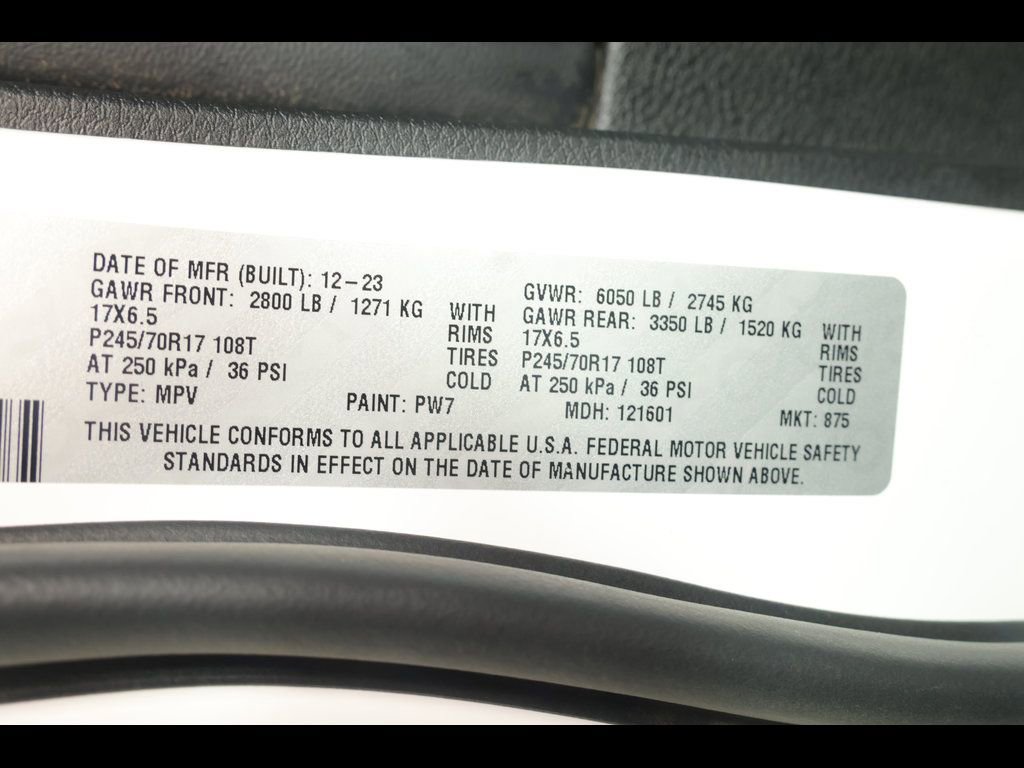 DATE OF MFR (BUILT): 12-23
GAWR FRONT: 2800 LB / 1271 KG WITH
17X6.5 RIMS
P245/70R17 108T TIRES
AT 250 kPa / 36 PSI COLD
TYPE: MPV
PAINT: PW7
GVWR: 6050 LB / 2745 KG
GAWR REAR: 3350 LB / 1520 KG WITH
17X6.5 RIMS
P245/70R17 108T TIRES
AT 250 kPa / 36 PSI COLD
MDH: 121601
MKT: 875
THIS VEHICLE CONFORMS TO ALL APPLICABLE U.S.A. FEDERAL MOTOR VEHICLE SAFETY
STANDARDS IN EFFECT ON THE DATE OF MANUFACTURE SHOWN ABOVE.